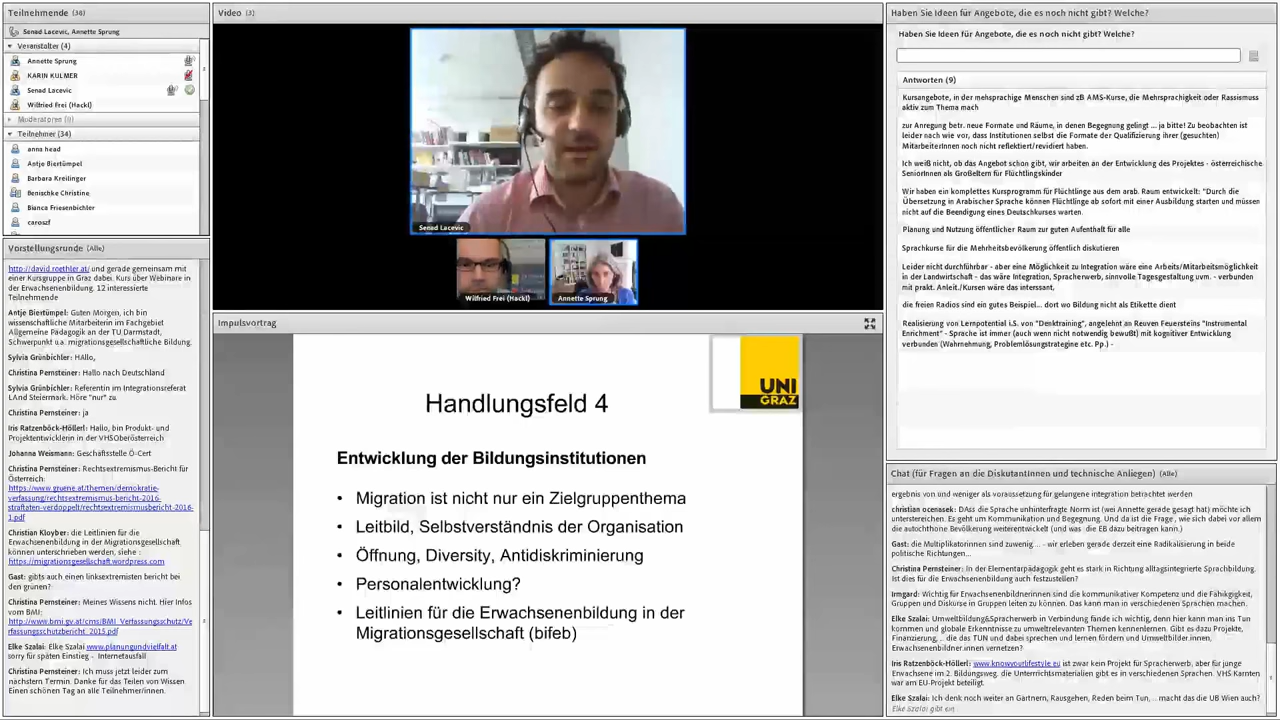 Teilnehmende (36)
Senad Lacevic, Annette Sprung
Veranstalter (4)
Annette Sprung
KARIN KULMER
Senad Lacevic
Wilfried Frei (Hackl)
Moderatoren (0)
Teilnehmer (34)
anna head
Antje Biertümpel
Barbara Kreilinger
Benischke Christine
Bianca Friesenbichler
caroszf
Vorstellungsrunde (Alle)
http://david.roethler.at/ und gerade gemeinsam mit
einer Kursgruppe in Graz dabei. Kurs über Webinare in
der Erwachsenenbildung. 12 interessierte
Teilnehmende
Antje Biertümpel: Guten Morgen, ich bin
wissenschaftliche Mitarbeiterin im Fachgebiet
Allgemeine Pädagogik an der TU Darmstadt,
Schwerpunkt u.a. migrationsgesellschaftliche Bildung.
Sylvia Grünbichler: HAllo,
Christina Pernsteiner: Hallo nach Deutschland
Sylvia Grünbichler: Referentin im Integrationsreferat
LAnd Steiermark. Höre "nur" zu
Christina Pernsteiner: ja
Iris Ratzenböck-Höllerl: Hallo, bin Produkt- und
Projektentwicklerin in der VHSOberösterreich
Johanna Weismann: Geschäftsstelle Ö-Cert
Christina Pernsteiner: Rechtsextremismus-Bericht für
Österreich:
https://www.gruene.at/themen/demokratie-
verfassung/rechtsextremismus-bericht-2016-
straftaten-verdoppelt/rechtsextremismusbericht-2016-
1.pdf
Christian Kloyber: die Leitlinien für die
Erwachsenenbildung in der Migrationsgesellschaft
können unterschrieben werden, siehe :
https://migrationsgesellschaft.wordpress.com
Gast: gibts auch einen linksextremisten bericht bei
den grünen?
Christina Pernsteiner: Meines Wissens nicht. Hier Infos
vom BMI:
http://www.bmi.gv.at/cms/BMI_Verfassungsschutz/Ve
rfassungsschutzbericht_2015.pdf
Elke Szalai: Elke Szalai www.planungundvielfalt.at
sorry für späten Einstieg - Internetausfall
Christina Pernsteiner: Ich muss jetzt leider zum
nächsten Termin. Danke für das Teilen von Wissen
Einen schönen Tag an alle Teilnehmer/innen.
Video (3)
Senad Lacevic
Wilfried Frei (Hackl)
Annette Sprung
Impulsvortrag
UNI
GRAZ
Handlungsfeld 4
Entwicklung der Bildungsinstitutionen
• Migration ist nicht nur ein Zielgruppenthema
• Leitbild, Selbstverständnis der Organisation
• Öffnung, Diversity, Antidiskriminierung
• Personalentwicklung?
• Leitlinien für die Erwachsenenbildung in der
Migrationsgesellschaft (bifeb)
Haben Sie Ideen für Angebote, die es noch nicht gibt? Welche?
Haben Sie Ideen für Angebote, die es noch nicht gibt? Welche?
Antworten (9)
Kursangebote, in der mehsprachige Menschen sind zB AMS-Kurse, die Mehrsprachigkeit oder Rassismuss
aktiv zum Thema mach
zur Anregung betr. neue Formate und Räume, in denen Begegnung gelingt ... ja bitte! Zu beobachten ist
leider nach wie vor, dass Institutionen selbst die Formate der Qualifizierung ihrer (gesuchten)
MitarbeiterInnen noch nicht reflektiert/revidiert haben.
Ich weiß nicht, ob das Angebot schon gibt, wir arbeiten an der Entwicklung des Projektes - österreichische
SeniorInnen als Großeltern für Flüchtlingskinder
Wir haben ein komplettes Kursprogramm für Flüchtlinge aus dem arab. Raum entwickelt: "Durch die
Übersetzung in Arabischer Sprache können Flüchtlinge ab sofort mit einer Ausbildung starten und müssen
nicht auf die Beendigung eines Deutschkurses warten.
Planung und Nutzung öffentlicher Raum zur guten Aufenthalt für alle
Sprachkurse für die Mehrheitsbevölkerung öffentlich diskutieren
Leider nicht durchführbar - aber eine Möglichkeit zu Integration wäre eine Arbeits/Mitarbeitsmöglichkeit
in der Landwirtschaft - das wäre Integration, Spracherwerb, sinnvolle Tagesgestaltung uvm. - verbunden
mit prakt. Anleit./Kursen wäre das interssant,
die freien Radios sind ein gutes Beispiel... dort wo Bildung nicht als Etikette dient
Realisierung von Lernpotential i.S. von "Denktraining", angelehnt an Reuven Feuersteins "Instrumental
Enrichment" - Sprache ist immer (auch wenn nicht notwendig bewußt) mit kognitiver Entwicklung
verbunden (Wahrnehmung, Problemlösungstrategine etc. Pp.) -
Chat (für Fragen an die DiskutantInnen und technische Anliegen) (Alle)
ergebnis von und weniger als voraussetzung für gelungene integration betrachtet werden
christian ocenasek: DAss die Sprache unhinterfragte Norm ist (wei Annette gerade gesagt hat) möchte ich
unterstereichen. Es geht um Kommunikation und Begegnung. Und da ist die Frage , wie sich dabei vor allem die
autochthone Bevölkerung weiterentwickelt (und was die EB dazu beitragen kann.)
Gast: die Multiplikatorinnen sind zuwenig ... - wir erleben gerade derzeit eine Radikalisierung in beide
politische Richtungen...
Christina Pernsteiner: In der Elementarpädagogik geht es stark in Richtung alltagsintegrierte Sprachbildung.
Ist dies für die Erwachsenenbildung auch festzustellen?
Irmgard: Wichtig für Erwachsenbildnerinnen sind die kommunikativer Kompetenz und die Fähgigkeit,
Gruppen und Diskurse in Gruppen leiten zu können. Das kann man in verschiedenen Sprachen machen.
Elke Szalai: Umweltbildung&Spracherwerb in Verbindung fände ich wichtig, denn hier kann man ins Tun
kommen und globale Erkentnisse zu umweltrelevanten Themen kennenlernen. Gibt es dazu Projekte,
Finanzierung, .. die das TUN und dabei sprechen und lernen fördern und Umweltbilder.innen,
Erwachsenenbildner.innen vernetzen?
Iris Ratzenböck-Höllerl: www.knowyourlifestyle.eu ist zwar kein Projekt für Spracherwerb, aber für junge
Erwachsene im 2. Bildungsweg. die Unterrichtsmaterialien gibt es in verschiedenen Sprachen. VHS Kärnten
war am EU-Projekt beteiligt.
Elke Szalai: Ich denk noch weiter an Gärtnern, Rausgehen, Reden beim Tun, .. macht das die UB Wien auch?
Elke Szalai gibt ein